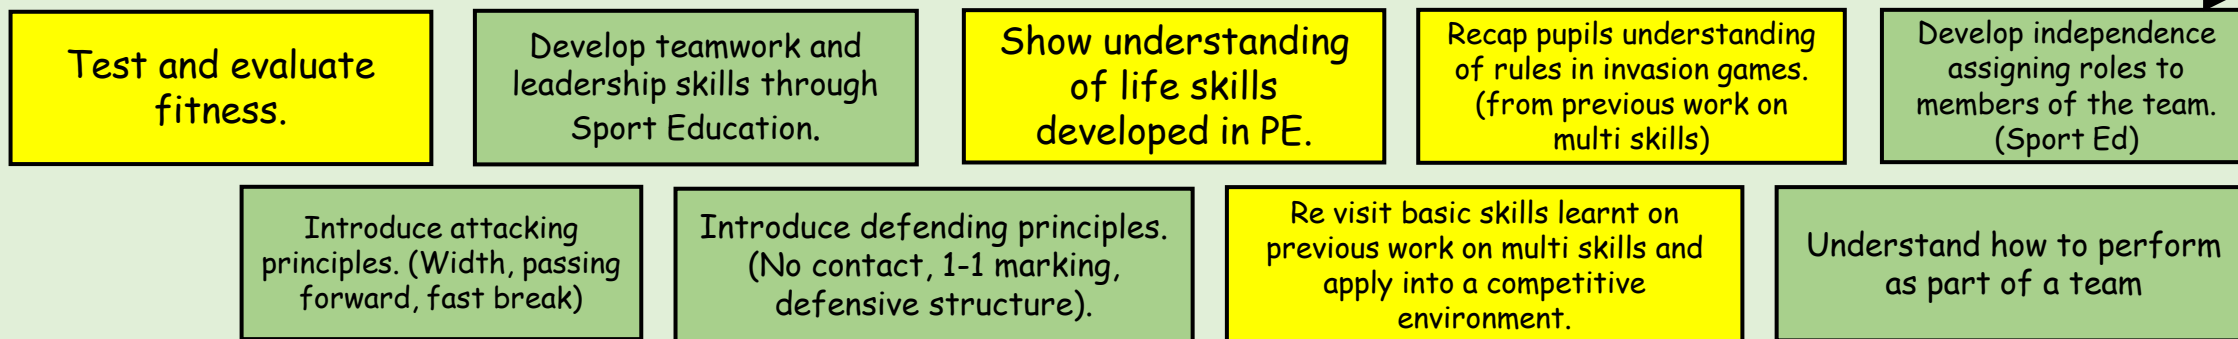 Test and evaluate
fitness.
Develop teamwork and
leadership skills through
Sport Education.
Show understanding
of life skills
developed in PE.
Recap pupils understanding
of rules in invasion games.
(from previous work on
multi skills)
Develop independence
assigning roles to
members of the team.
(Sport Ed)
Introduce attacking
principles. (Width, passing
forward, fast break)
Introduce defending principles.
(No contact, 1-1 marking,
defensive structure).
Re visit basic skills learnt on
previous work on multi skills and
apply into a competitive
environment.
Understand how to perform
as part of a team